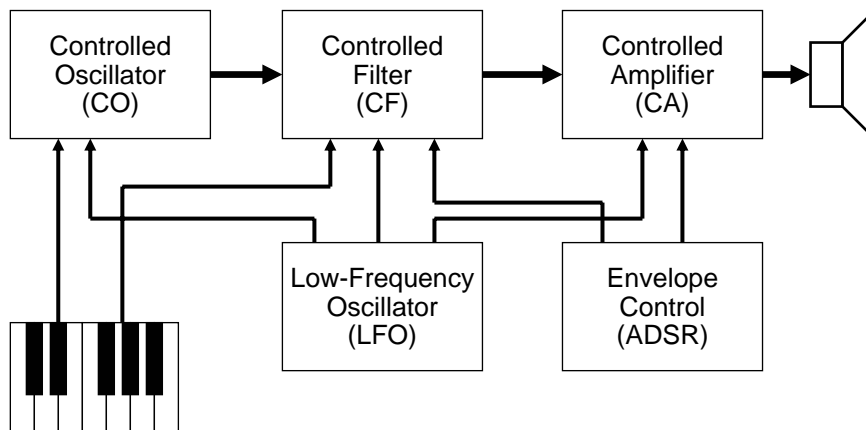 Controlled
Oscillator
(CO)
Controlled
Filter
(CF)
Controlled
Amplifier
(CA)
Low-Frequency
Oscillator
(LFO)
Envelope
Control
(ADSR)